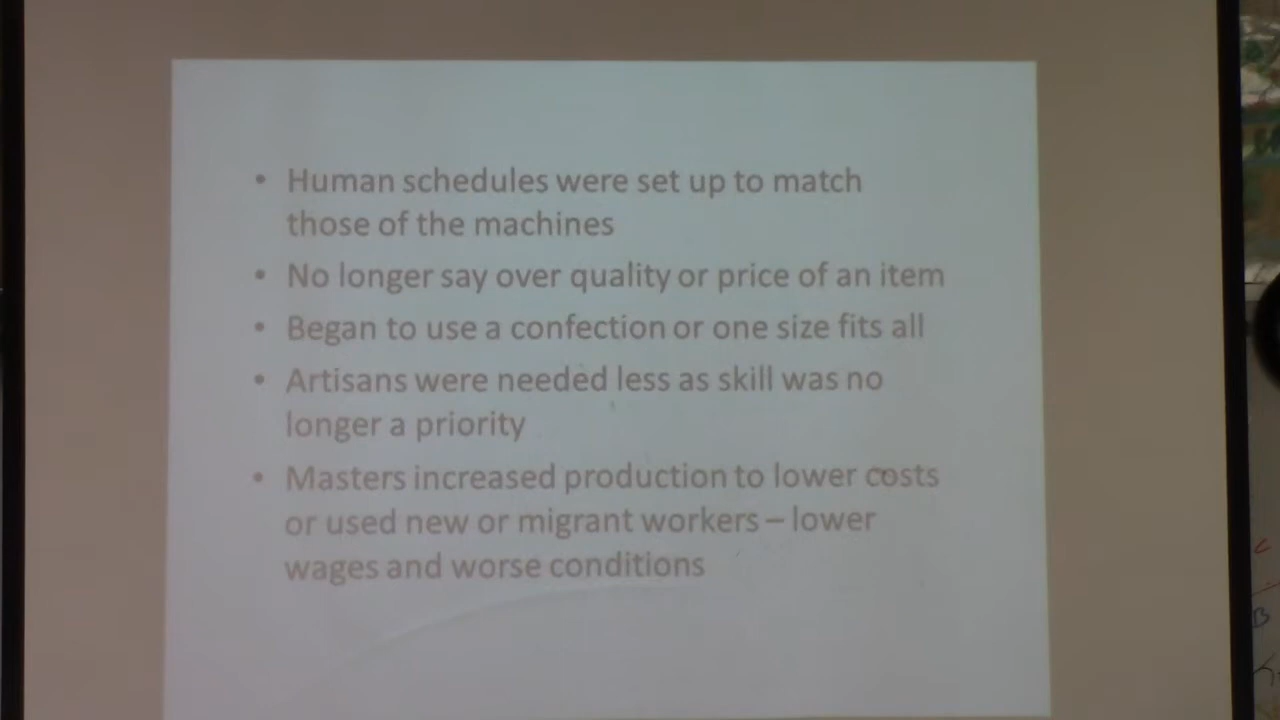 • Human schedules were set up to match
those of the machines
• No longer say over quality or price of an item
• Began to use a confection or one size fits all
• Artisans were needed less as skill was no
longer a priority
• Masters increased production to lower costs
or used new or migrant workers – lower
wages and worse conditions